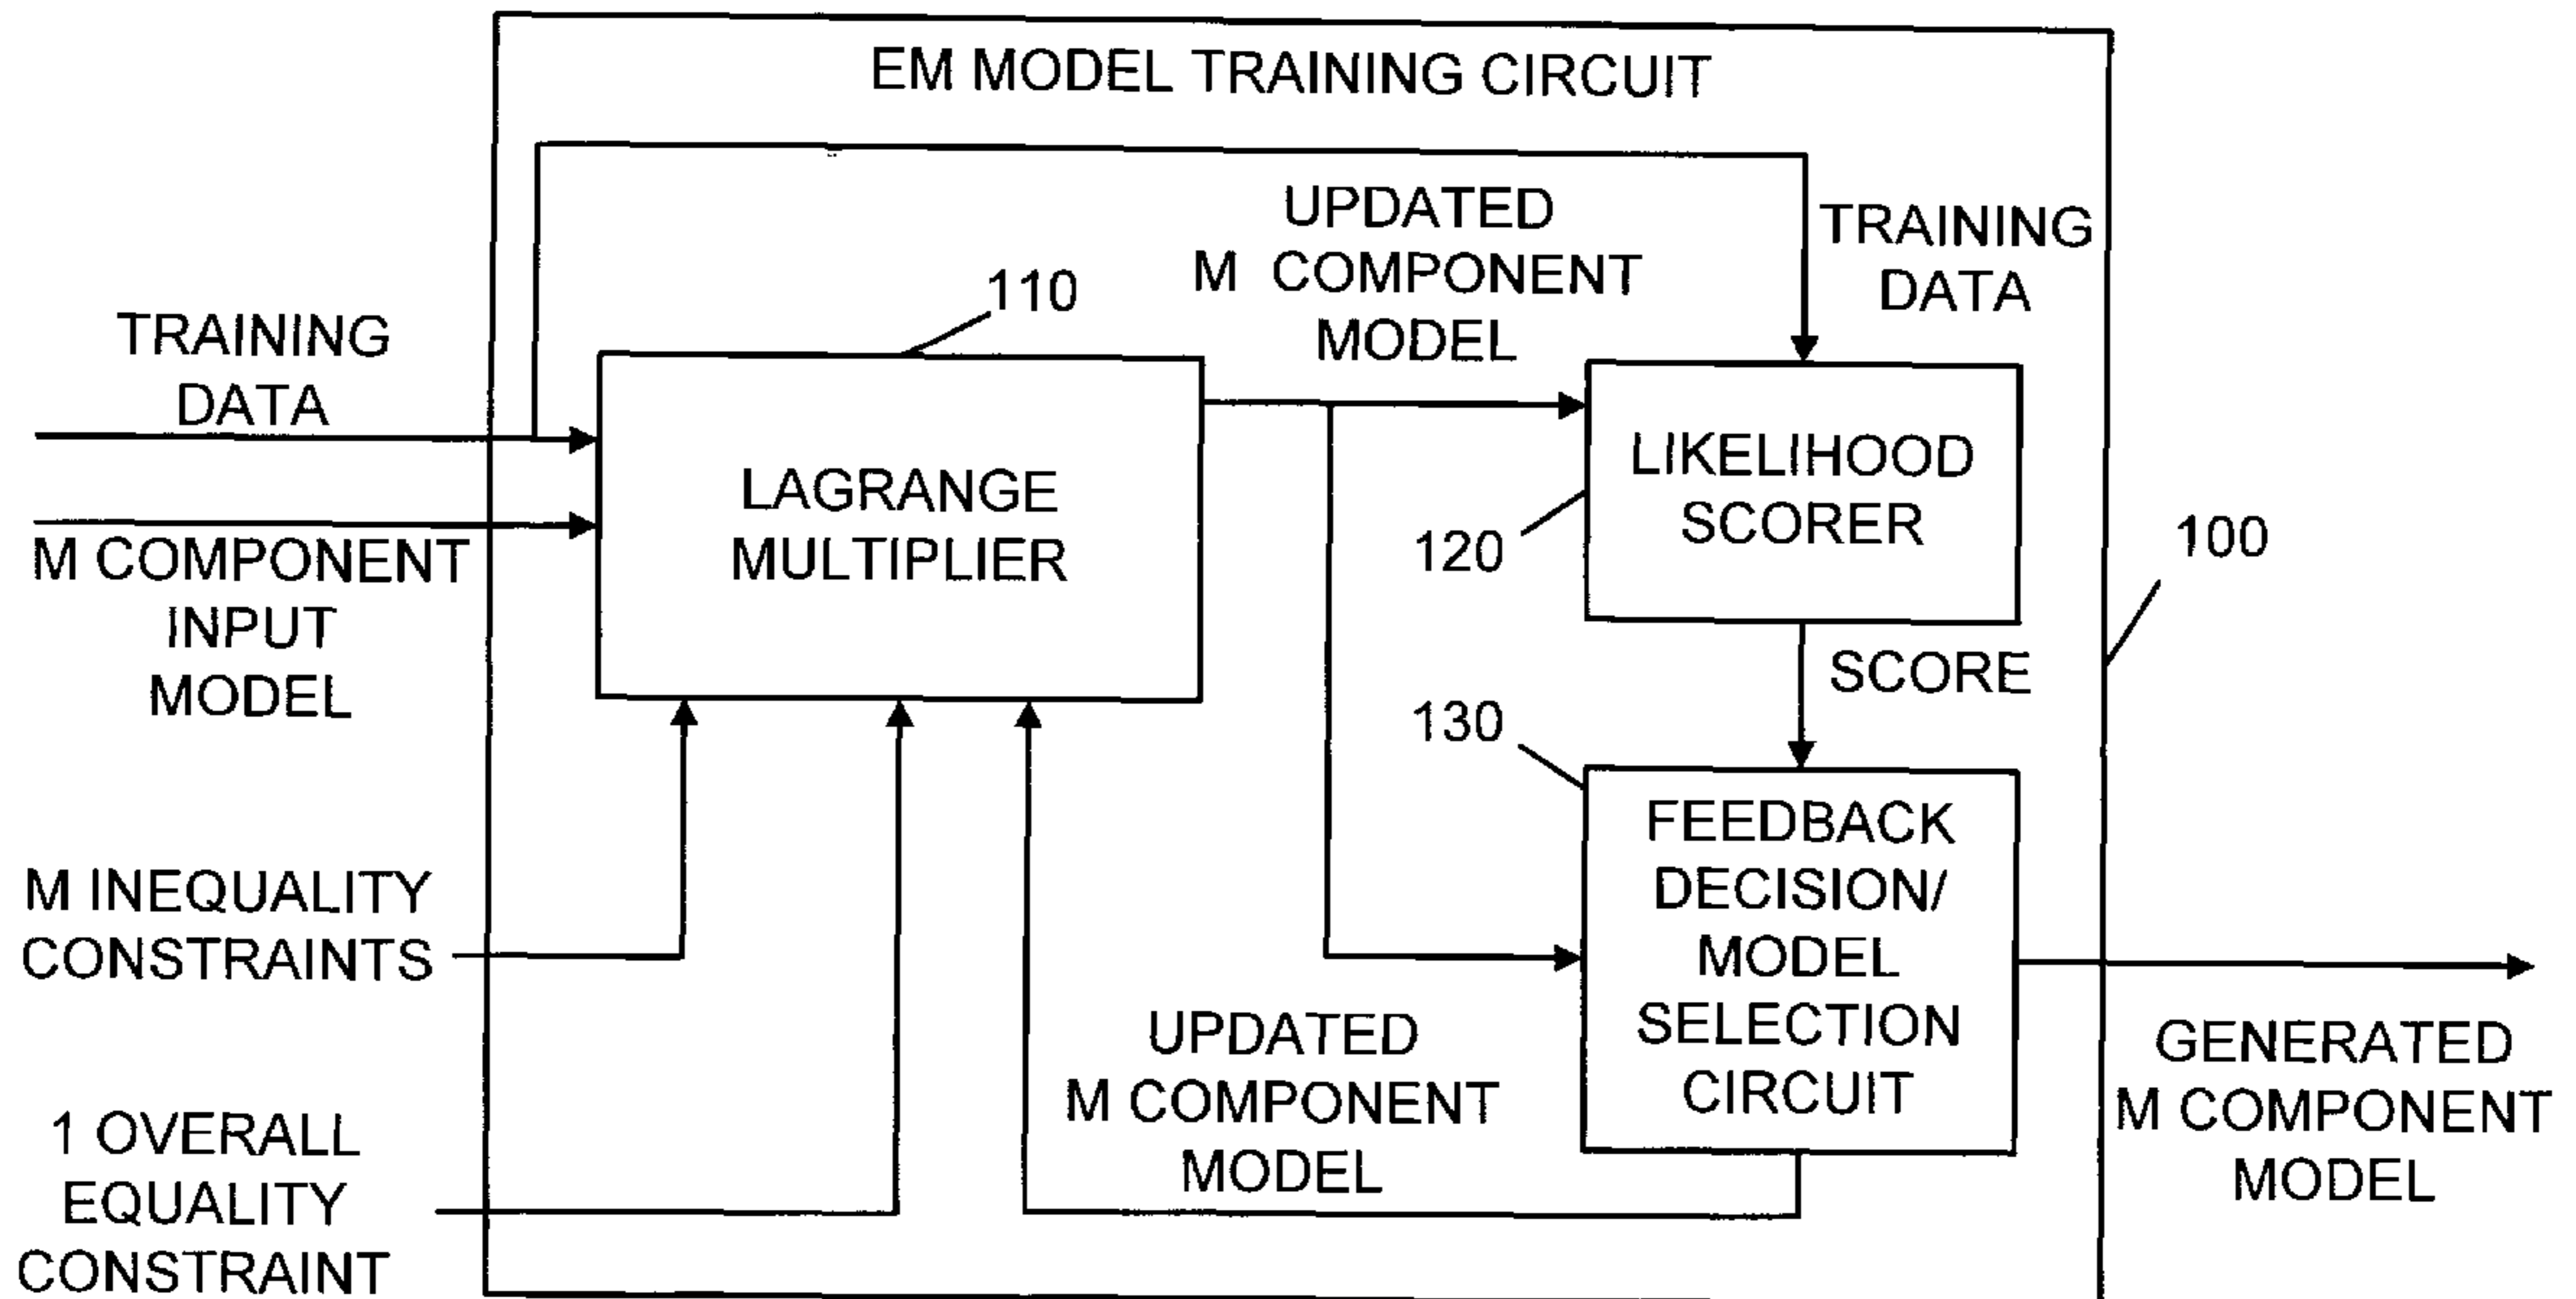 EM MODEL TRAINING CIRCUIT
TRAINING
DATA
M COMPONENT
INPUT
MODEL
M INEQUALITY
CONSTRAINTS
1 OVERALL
EQUALITY
CONSTRAINT
110
LAGRANGE
MULTIPLIER
UPDATED
M COMPONENT
MODEL
TRAINING
DATA
LIKELIHOOD
SCORER
120
SCORE
130
FEEDBACK
DECISION/
MODEL
SELECTION
CIRCUIT
UPDATED
M COMPONENT
MODEL
100
GENERATED
M COMPONENT
MODEL